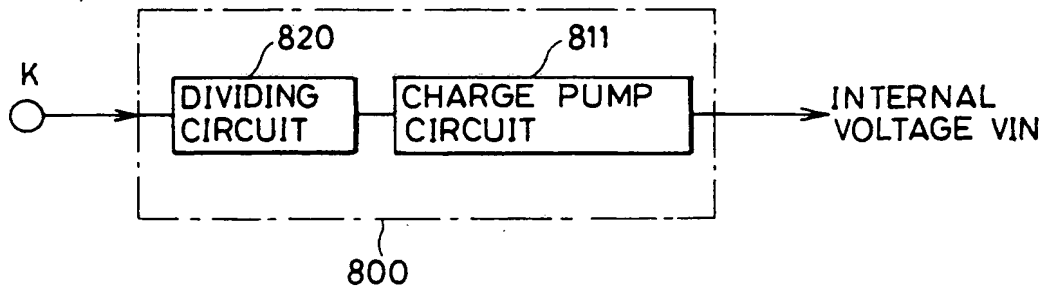 820
811
K
DIVIDING
CIRCUIT
CHARGE PUMP
CIRCUIT
INTERNAL
VOLTAGE VIN
800